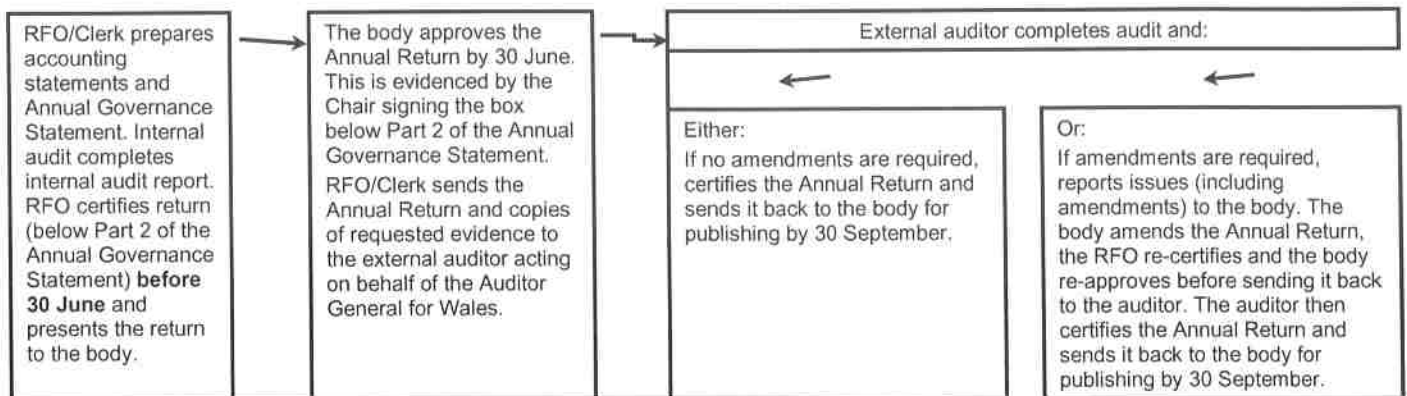 RFO/Clerk prepares
accounting
statements and
Annual Governance
Statement. Internal
audit completes
internal audit report.
RFO certifies return
(below Part 2 of the
Annual Governance
Statement) before
30 June and
presents the return
to the body.
The body approves the
Annual Return by 30 June.
This is evidenced by the
Chair signing the box
below Part 2 of the Annual
Governance Statement.
RFO/Clerk sends the
Annual Return and copies
of requested evidence to
the external auditor acting
on behalf of the Auditor
General for Wales.
External auditor completes audit and:
Either:
If no amendments are required,
certifies the Annual Return and
sends it back to the body for
publishing by 30 September.
Or:
If amendments are required,
reports issues (including
amendments) to the body. The
body amends the Annual Return,
the RFO re-certifies and the body
re-approves before sending it back
to the auditor. The auditor then
certifies the Annual Return and
sends it back to the body for
publishing by 30 September.